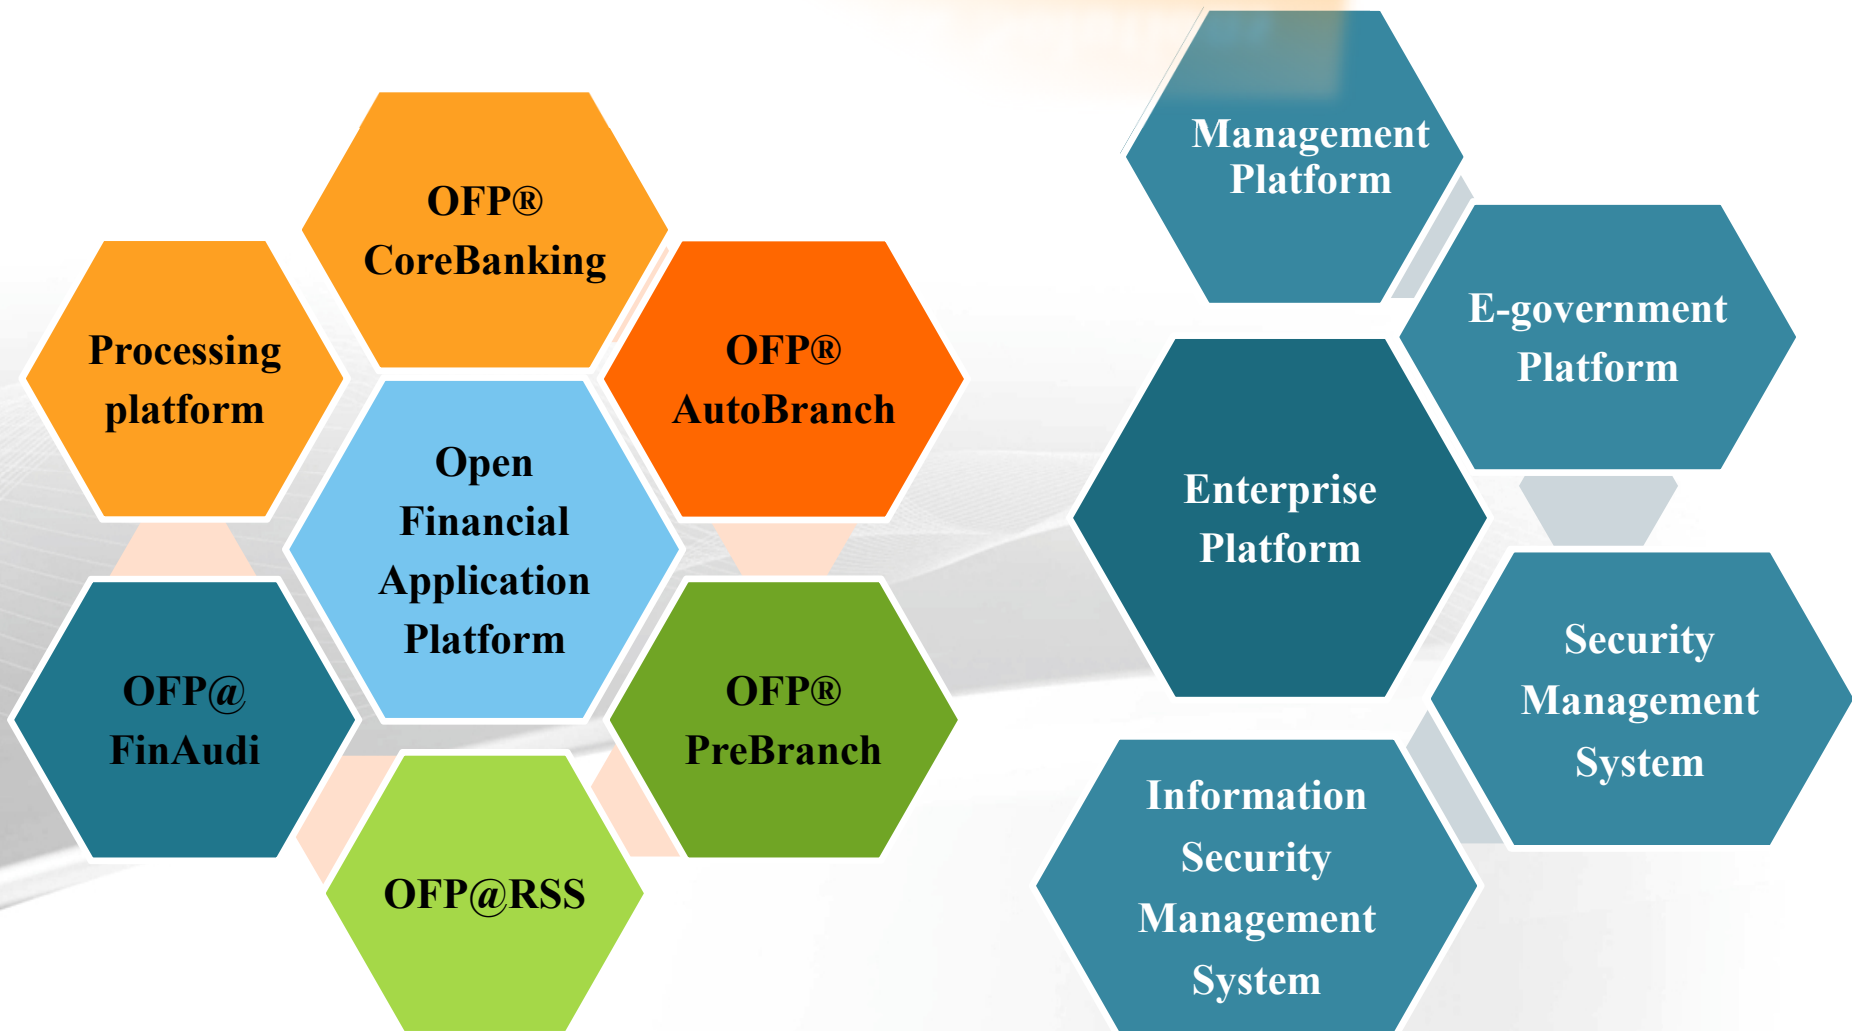 OFP®
CoreBanking
Processing
platform
OFP®
AutoBranch
Open
Financial
Application
Platform
OFP@
FinAudi
OFP®
PreBranch
OFP@RSS
Management
Platform
E-government
Platform
Enterprise
Platform
Security
Management
System
Information
Security
Management
System